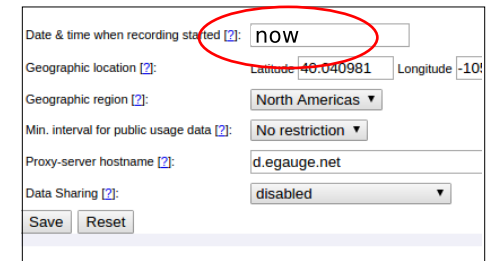 Date & time when recording started [?]: now
Geographic location [?]: Latitude 40.040981 Longitude -105
Geographic region [?]: North Americas ▼
Min. interval for public usage data [?]: No restriction ▼
Proxy-server hostname [?]: d.egauge.net
Data Sharing [?]: disabled ▼
Save Reset